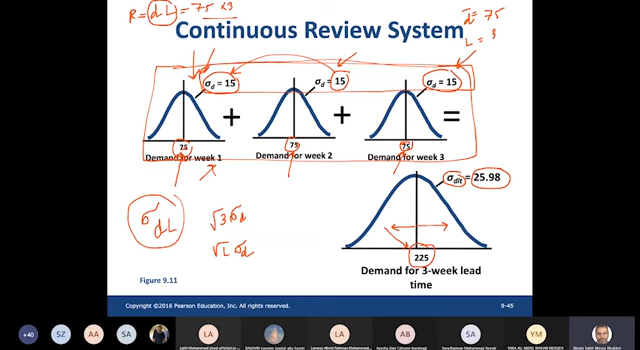 R = dL = 75 × 3
Continuous Review System
d̄ = 75
L = 3
σd = 15
σd = 15
σd = 15
+
+
=
75
75
75
Demand for week 1
Demand for week 2
Demand for week 3
σdlt = 25.98
σdL
√3 σd
√L σd
225
Demand for 3-week lead
time
Figure 9.11
Copyright ©2016 Pearson Education, Inc. All rights reserved.
9-45
+40
SZ
AA
SA
LA
LA
AB
SA
YA